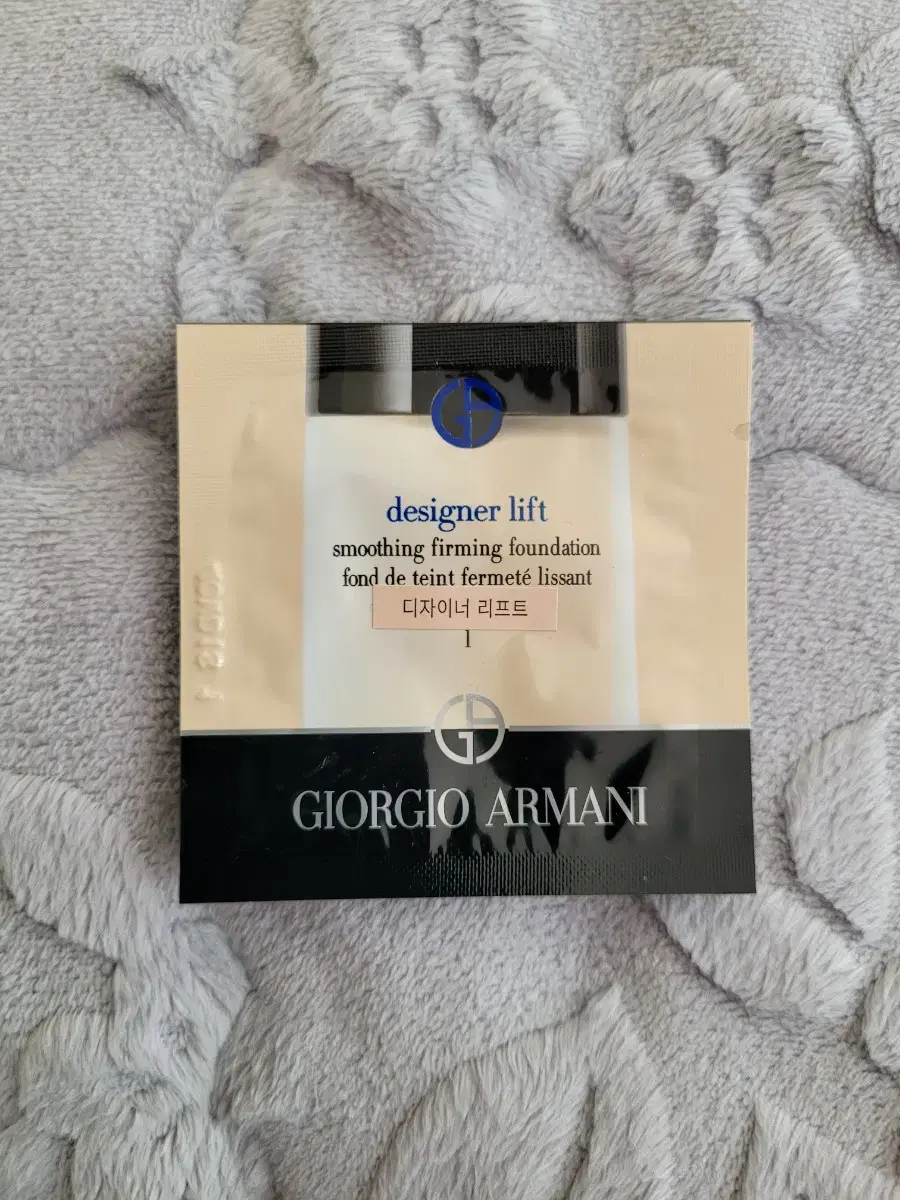 designer lift
smoothing firming foundation
fond de teint fermeté lissant
디자이너 리프트
1
GIORGIO ARMANI